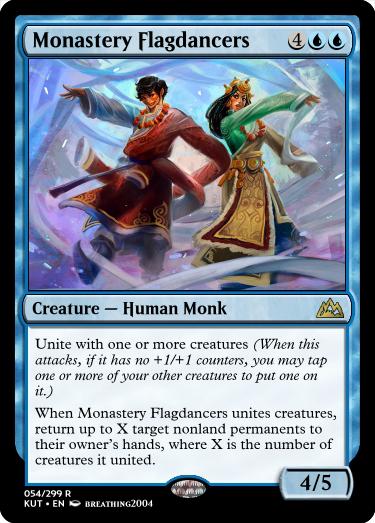 Monastery Flagdancers 4
Creature — Human Monk
Unite with one or more creatures (When this
attacks, if it has no +1/+1 counters, you may tap
one or more of your other creatures to put one on
it.)
When Monastery Flagdancers unites creatures,
return up to X target nonland permanents to
their owner's hands, where X is the number of
creatures it united.
4/5
054/299 R
KUT • EN BREATHING2004